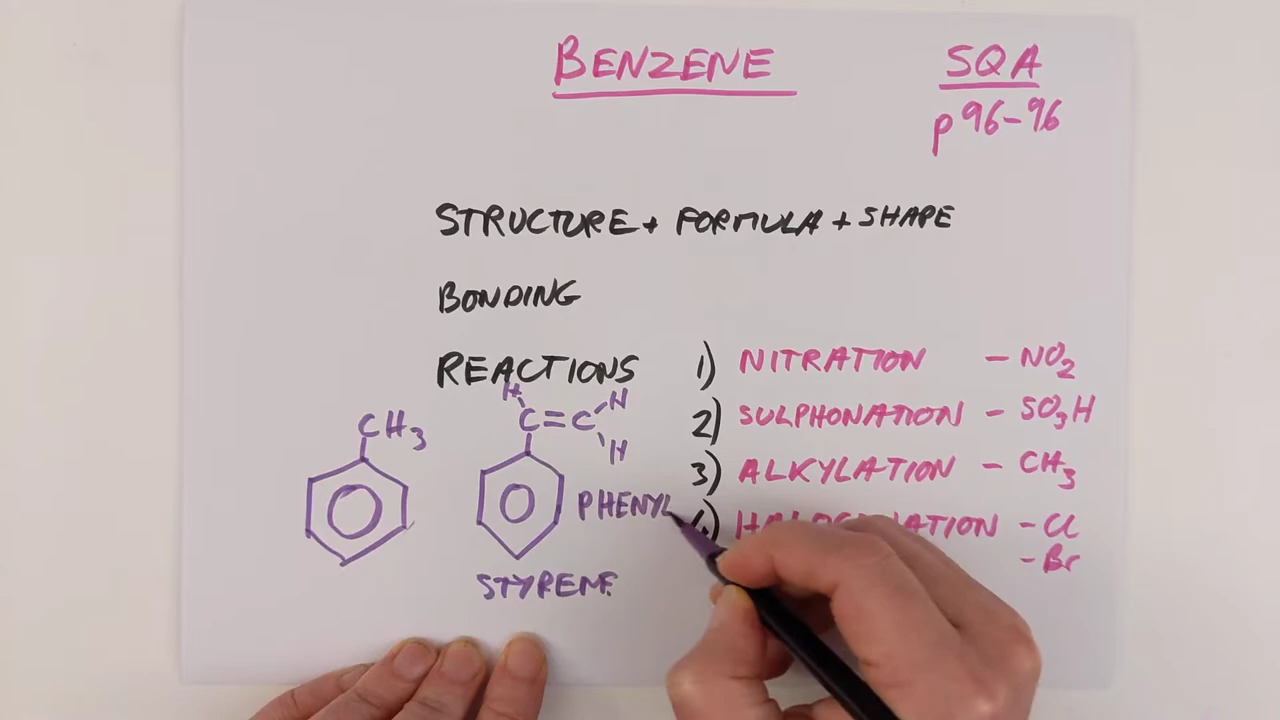 BENZENE
SQA
p 96-96
STRUCTURE + FORMULA + SHAPE
BONDING
REACTIONS
1) NITRATION - NO2
2) SULPHONATION - SO3H
3) ALKYLATION - CH3
- Cl
- Br
CH3
H
C=C
H
H
PHENYL
STYRENE